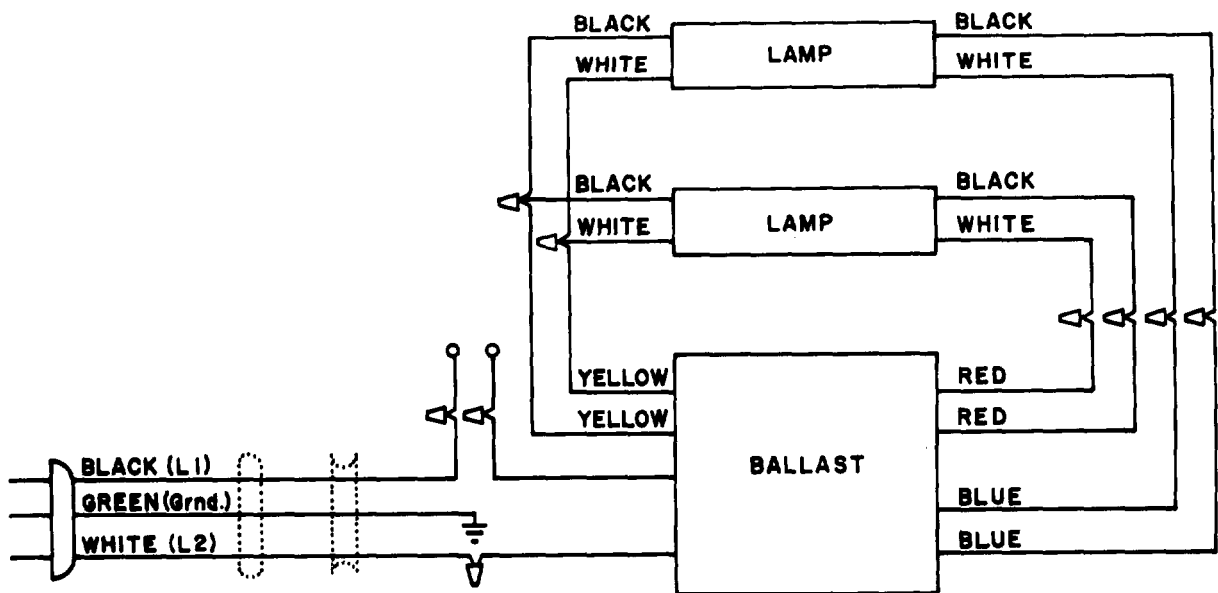 BLACK
BLACK
LAMP
WHITE
WHITE
BLACK
BLACK
LAMP
WHITE
WHITE
YELLOW
RED
YELLOW
RED
BALLAST
BLACK (L1)
GREEN (Grnd.)
BLUE
WHITE (L2)
BLUE